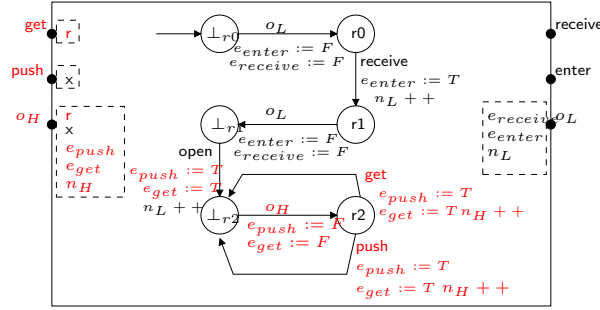 get
r
push
x
o_H
r
x
e_push
e_get
n_H
⊥_r0
o_L
e_enter := F
e_receive := F
r0
receive
e_enter := T
n_L ++
⊥_r1
o_L
e_enter := F
e_receive := F
r1
open
e_push := T
e_get := T
n_L ++
⊥_r2
o_H
e_push := F
e_get := F
r2
get
e_push := T
e_get := T n_H ++
push
e_push := T
e_get := T n_H ++
receive
enter
e_receive
o_L
e_enter
n_L